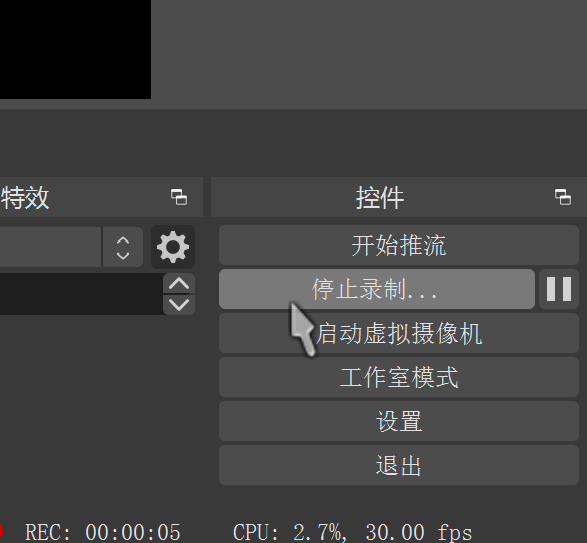 特效
控件
开始推流
停止录制...
启动虚拟摄像机
工作室模式
设置
退出
REC: 00:00:05 CPU: 2.7%, 30.00 fps